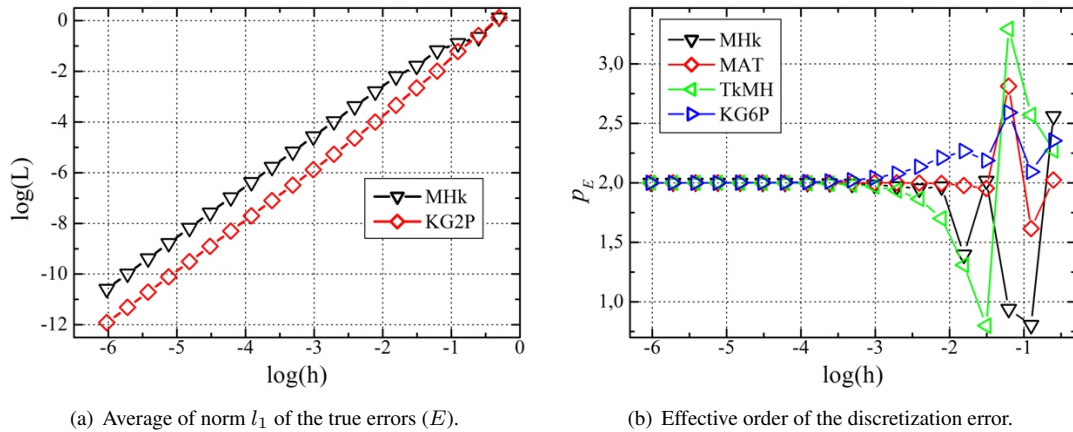 log(L)
0
-2
-4
-6
-8
-10
-12
MHk
KG2P
-6
-5
-4
-3
-2
-1
0
log(h)
(a) Average of norm l₁ of the true errors (E).
p_E
3,0
2,5
2,0
1,5
1,0
MHk
MAT
TkMH
KG6P
-6
-5
-4
-3
-2
-1
log(h)
(b) Effective order of the discretization error.